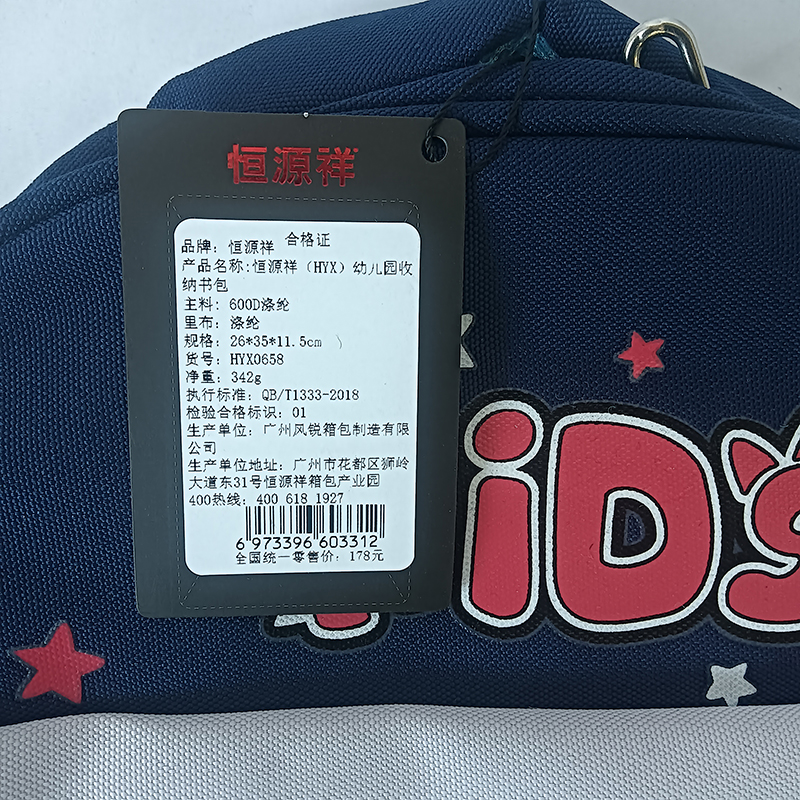 恒源祥
合格证
品牌：恒源祥
产品名称:恒源祥（HYX）幼儿园收
纳书包
主料：600D涤纶
里布：涤纶
规格：26*35*11.5cm
货号：HYX0658
净重：342g
执行标准：QB/T1333-2018
检验合格标识：01
生产单位：广州风锐箱包制造有限
公司
生产单位地址：广州市花都区狮岭
大道东31号恒源祥箱包产业园
400热线：400 618 1927
6 973396 603312
全国统一零售价：178元
iD's